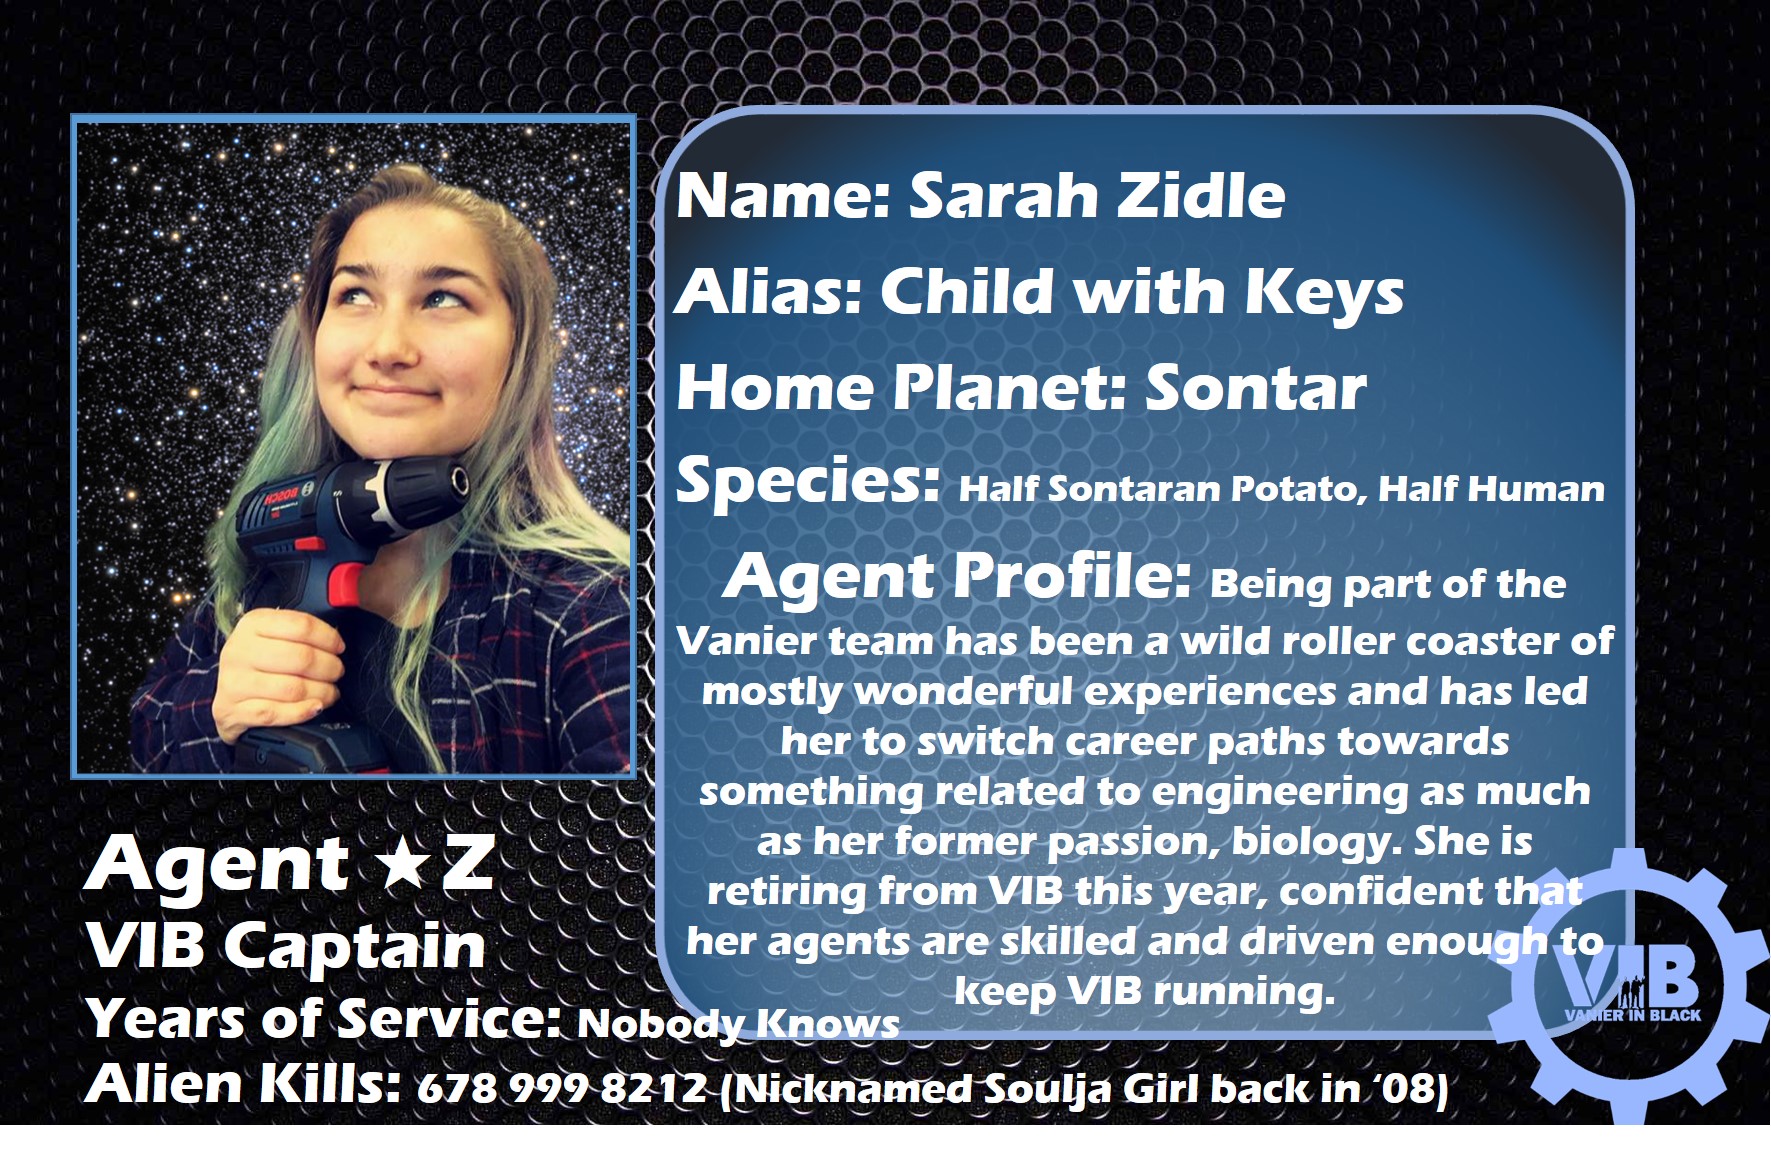 Name: Sarah Zidle
Alias: Child with Keys
Home Planet: Sontar
Species: Half Sontaran Potato, Half Human
Agent Profile: Being part of the
Vanier team has been a wild roller coaster of
mostly wonderful experiences and has led
her to switch career paths towards
something related to engineering as much
as her former passion, biology. She is
retiring from VIB this year, confident that
her agents are skilled and driven enough to
keep VIB running.
BOSCH
Agent ★ Z
VIB Captain
Years of Service: Nobody Knows
Alien Kills: 678 999 8212 (Nicknamed Soulja Girl back in ‘08)
VIB
VANIER IN BLACK